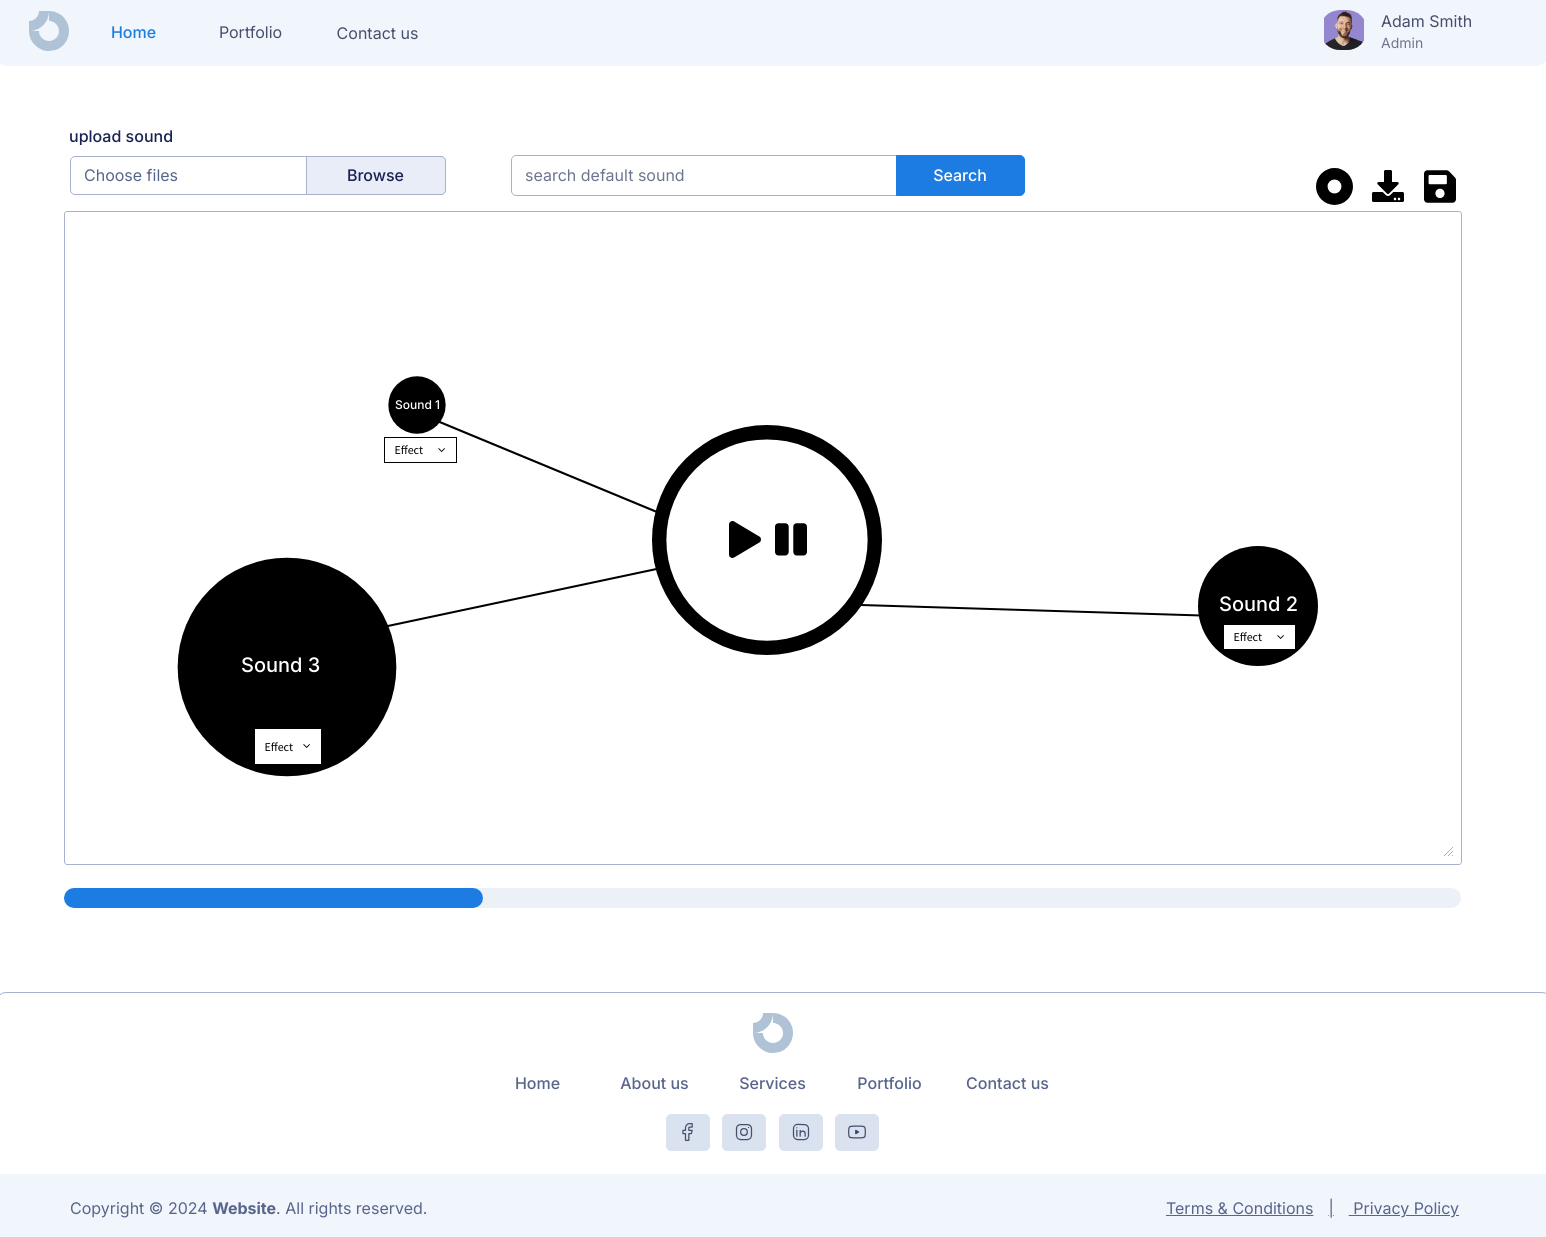 Home Portfolio Contact us
Adam Smith
Admin
upload sound
Choose files Browse
search default sound Search
Sound 1
Effect
Sound 2
Effect
Sound 3
Effect
Home About us Services Portfolio Contact us
Copyright © 2024 Website. All rights reserved.
Terms & Conditions | Privacy Policy